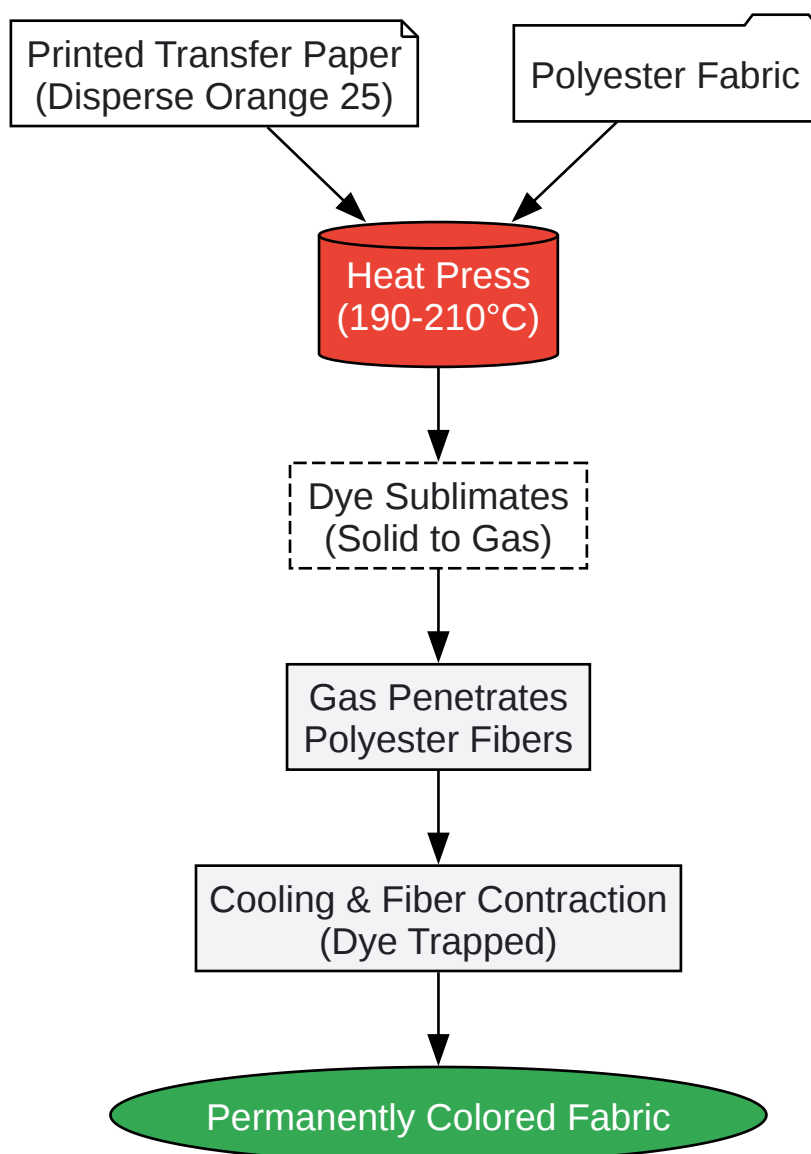 Printed Transfer Paper
(Disperse Orange 25)
Polyester Fabric
Heat Press
(190-210°C)
Dye Sublimates
(Solid to Gas)
Gas Penetrates
Polyester Fibers
Cooling & Fiber Contraction
(Dye Trapped)
Permanently Colored Fabric